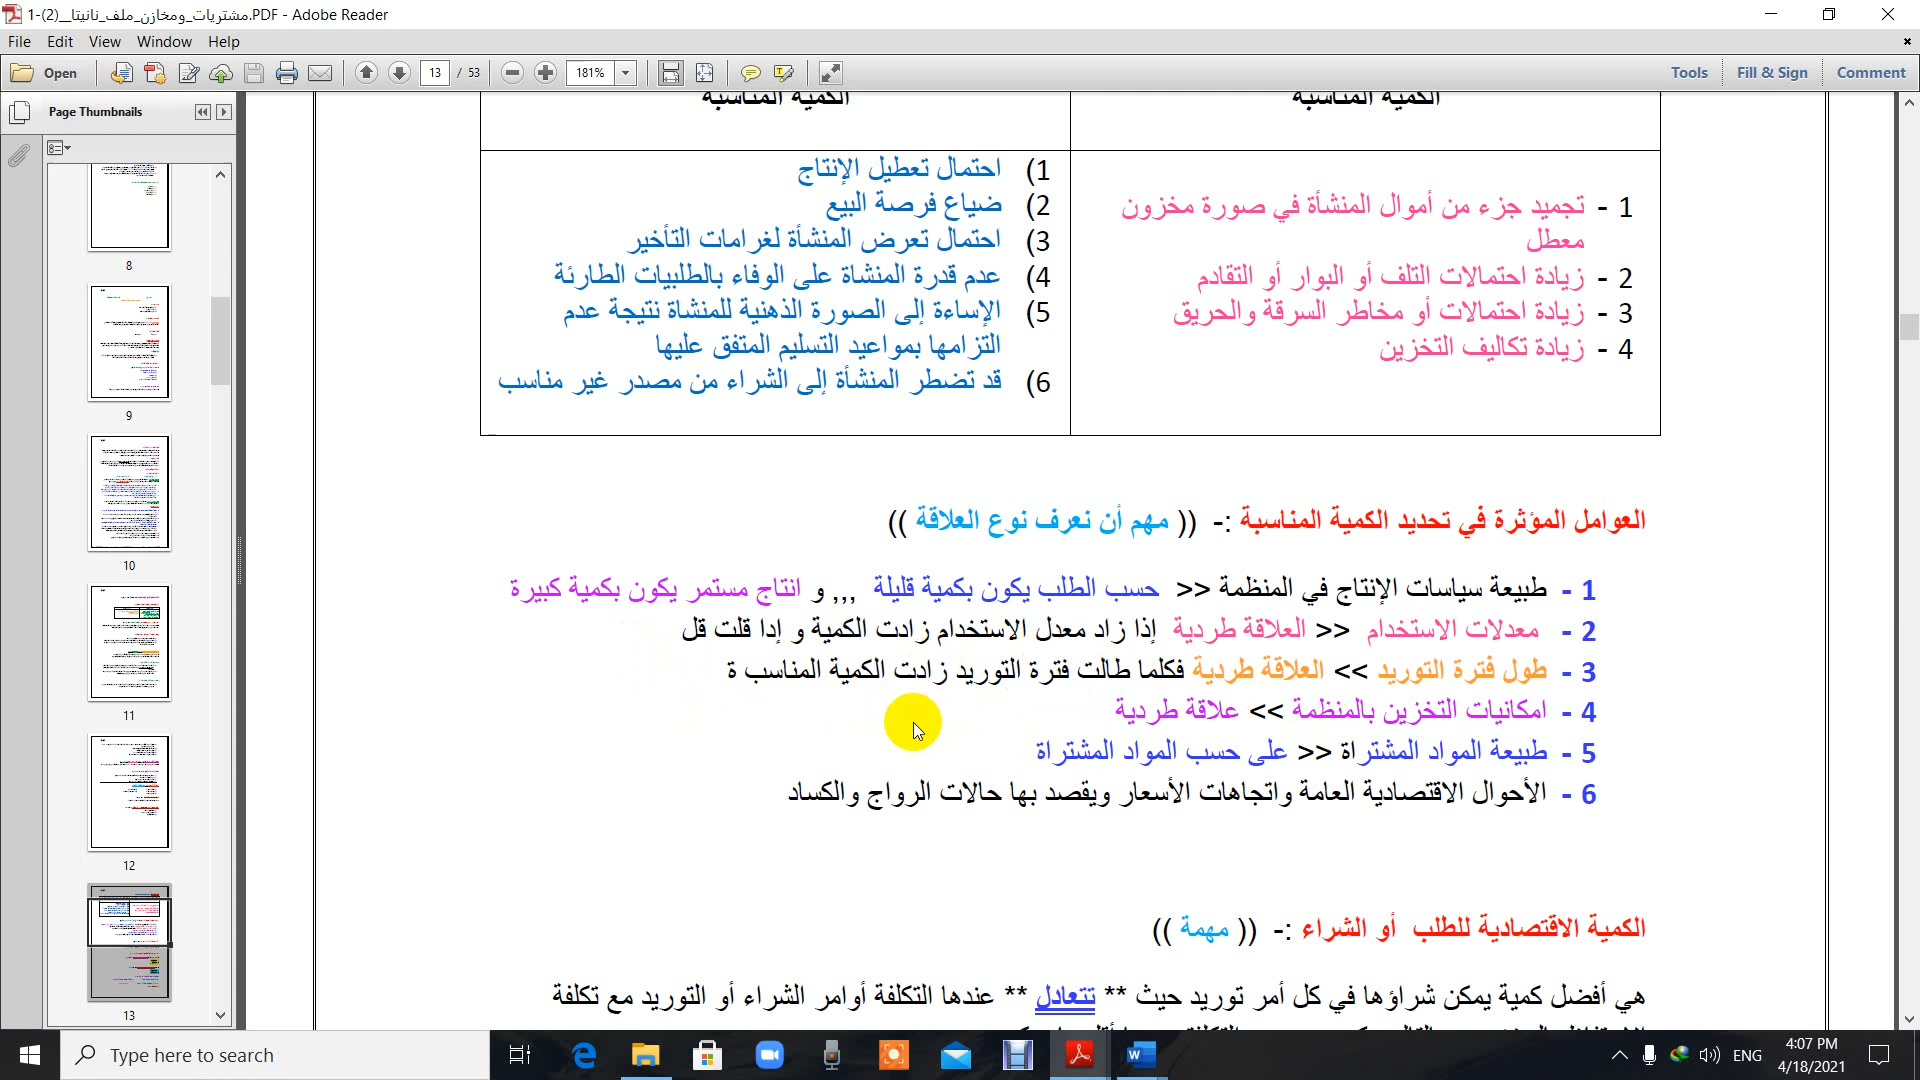 1-(2)__مشتريات_ومخازن_ملف_نانيتا.PDF - Adobe Reader
File Edit View Window Help
Open 13 / 53 181% Tools Fill & Sign Comment
Page Thumbnails
8
9
10
11
12
13
الكمية المناسبة
الكمية المناسبة
1 - تجميد جزء من أموال المنشأة في صورة مخزون
معطل
2 - زيادة احتمالات التلف أو البوار أو التقادم
3 - زيادة احتمالات أو مخاطر السرقة والحريق
4 - زيادة تكاليف التخزين
1) احتمال تعطيل الإنتاج
2) ضياع فرصة البيع
3) احتمال تعرض المنشأة لغرامات التأخير
4) عدم قدرة المنشاة على الوفاء بالطلبيات الطارئة
5) الإساءة إلى الصورة الذهنية للمنشاة نتيجة عدم
التزامها بمواعيد التسليم المتفق عليها
6) قد تضطر المنشأة إلى الشراء من مصدر غير مناسب
العوامل المؤثرة في تحديد الكمية المناسبة :- (( مهم أن نعرف نوع العلاقة ))
1 - طبيعة سياسات الإنتاج في المنظمة >> حسب الطلب يكون بكمية قليلة ,,, و انتاج مستمر يكون بكمية كبيرة
2 - معدلات الاستخدام >> العلاقة طردية إذا زاد معدل الاستخدام زادت الكمية و إدا قلت قل
3 - طول فترة التوريد << العلاقة طردية فكلما طالت فترة التوريد زادت الكمية المناسب ة
4 - امكانيات التخزين بالمنظمة << علاقة طردية
5 - طبيعة المواد المشتراة >> على حسب المواد المشتراة
6 - الأحوال الاقتصادية العامة واتجاهات الأسعار ويقصد بها حالات الرواج والكساد
الكمية الاقتصادية للطلب أو الشراء :- (( مهمة ))
هي أفضل كمية يمكن شراؤها في كل أمر توريد حيث ** تتعادل ** عندها التكلفة أوامر الشراء أو التوريد مع تكلفة
Type here to search
ENG
4:07 PM
4/18/2021